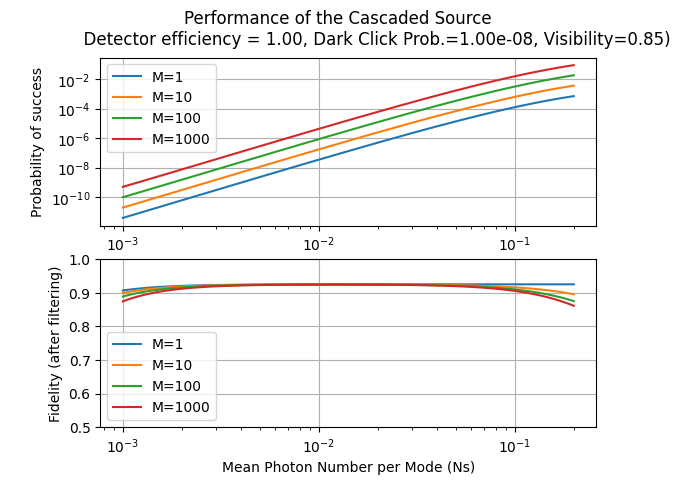 Performance of the Cascaded Source
Detector efficiency = 1.00, Dark Click Prob.=1.00e-08, Visibility=0.85)
Probability of success
10⁻²
10⁻⁴
10⁻⁶
10⁻⁸
10⁻¹⁰
M=1
M=10
M=100
M=1000
10⁻³
10⁻²
10⁻¹
Fidelity (after filtering)
1.0
0.9
0.8
0.7
0.6
0.5
M=1
M=10
M=100
M=1000
10⁻³
10⁻²
10⁻¹
Mean Photon Number per Mode (Ns)